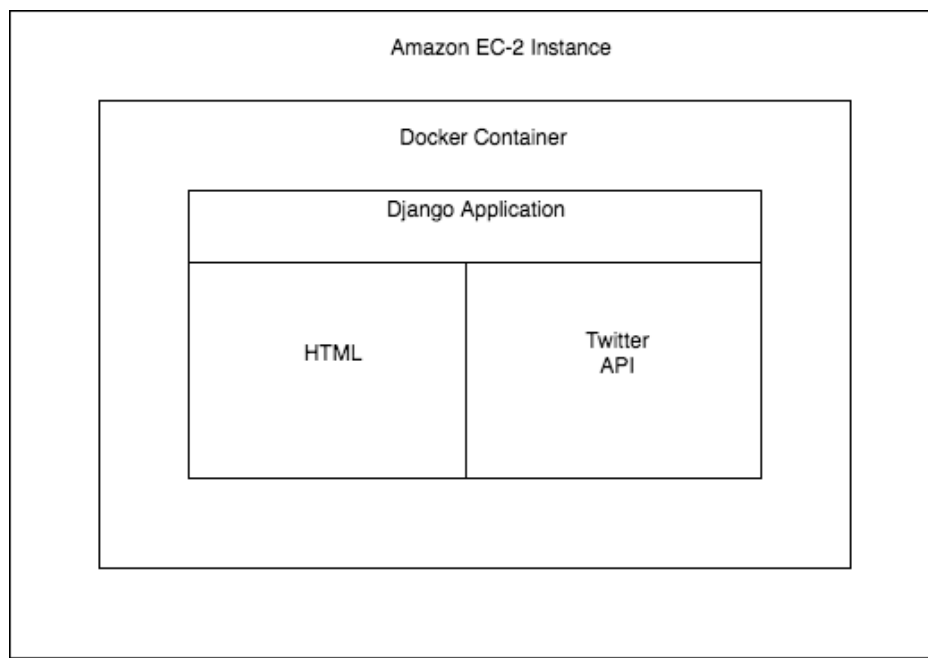 Amazon EC-2 Instance
Docker Container
Django Application
HTML
Twitter
API